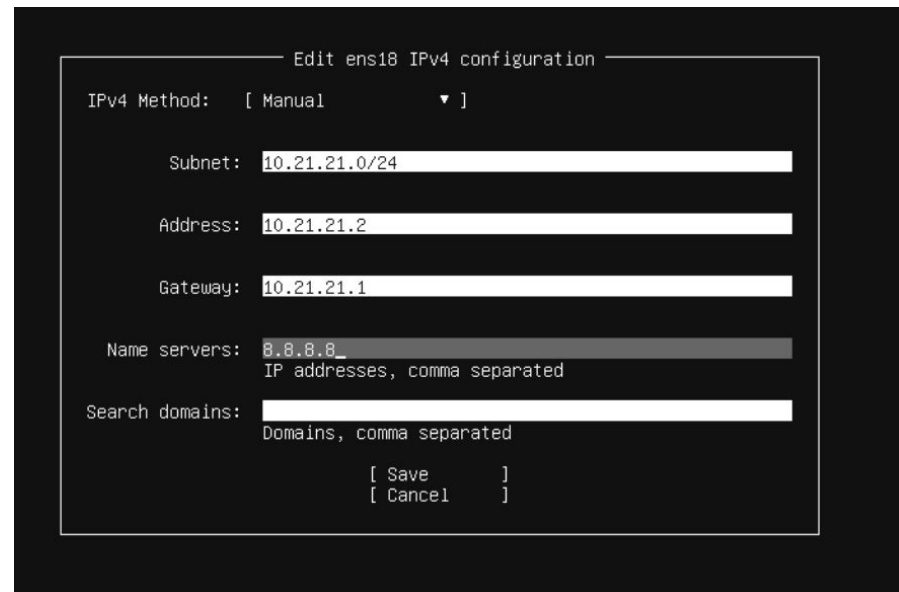 Edit ens18 IPv4 configuration
IPv4 Method: [ Manual ▼ ]
Subnet: 10.21.21.0/24
Address: 10.21.21.2
Gateway: 10.21.21.1
Name servers: 8.8.8.8_
IP addresses, comma separated
Search domains:
Domains, comma separated
[ Save ]
[ Cancel ]